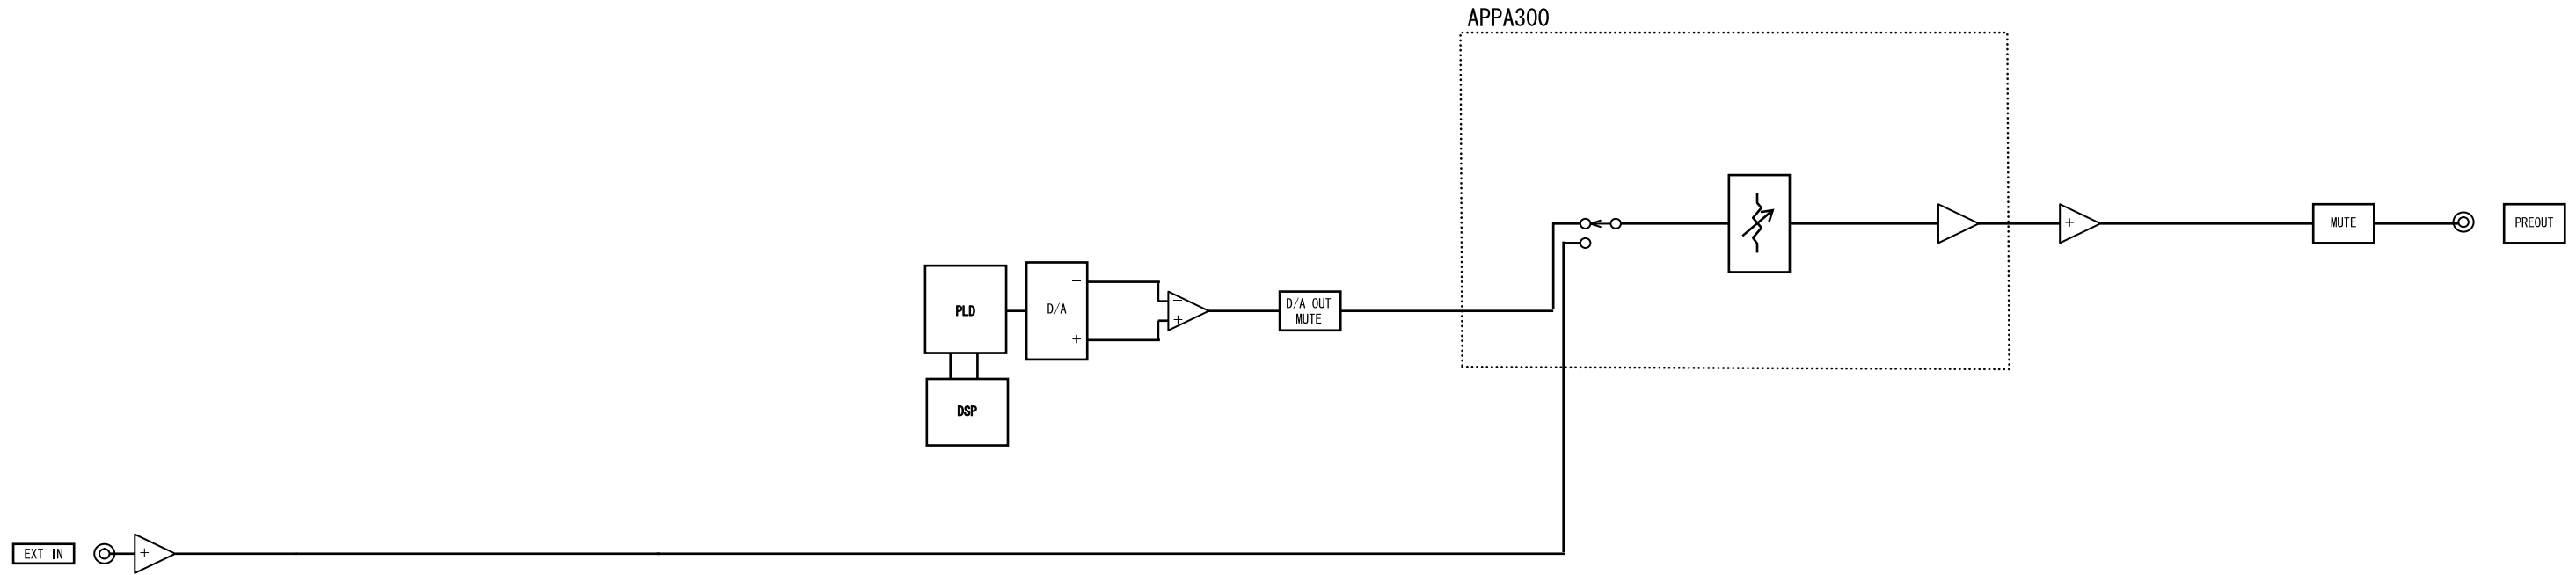 APPA300
MUTE
PREOUT
+
PLD
D/A
−
+
−
+
D/A OUT
MUTE
DSP
EXT IN
+